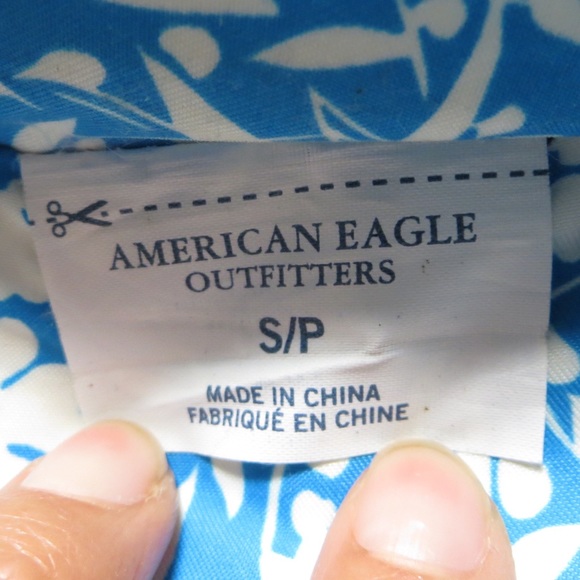 AMERICAN EAGLE
OUTFITTERS
S/P
MADE IN CHINA
FABRIQUÉ EN CHINE